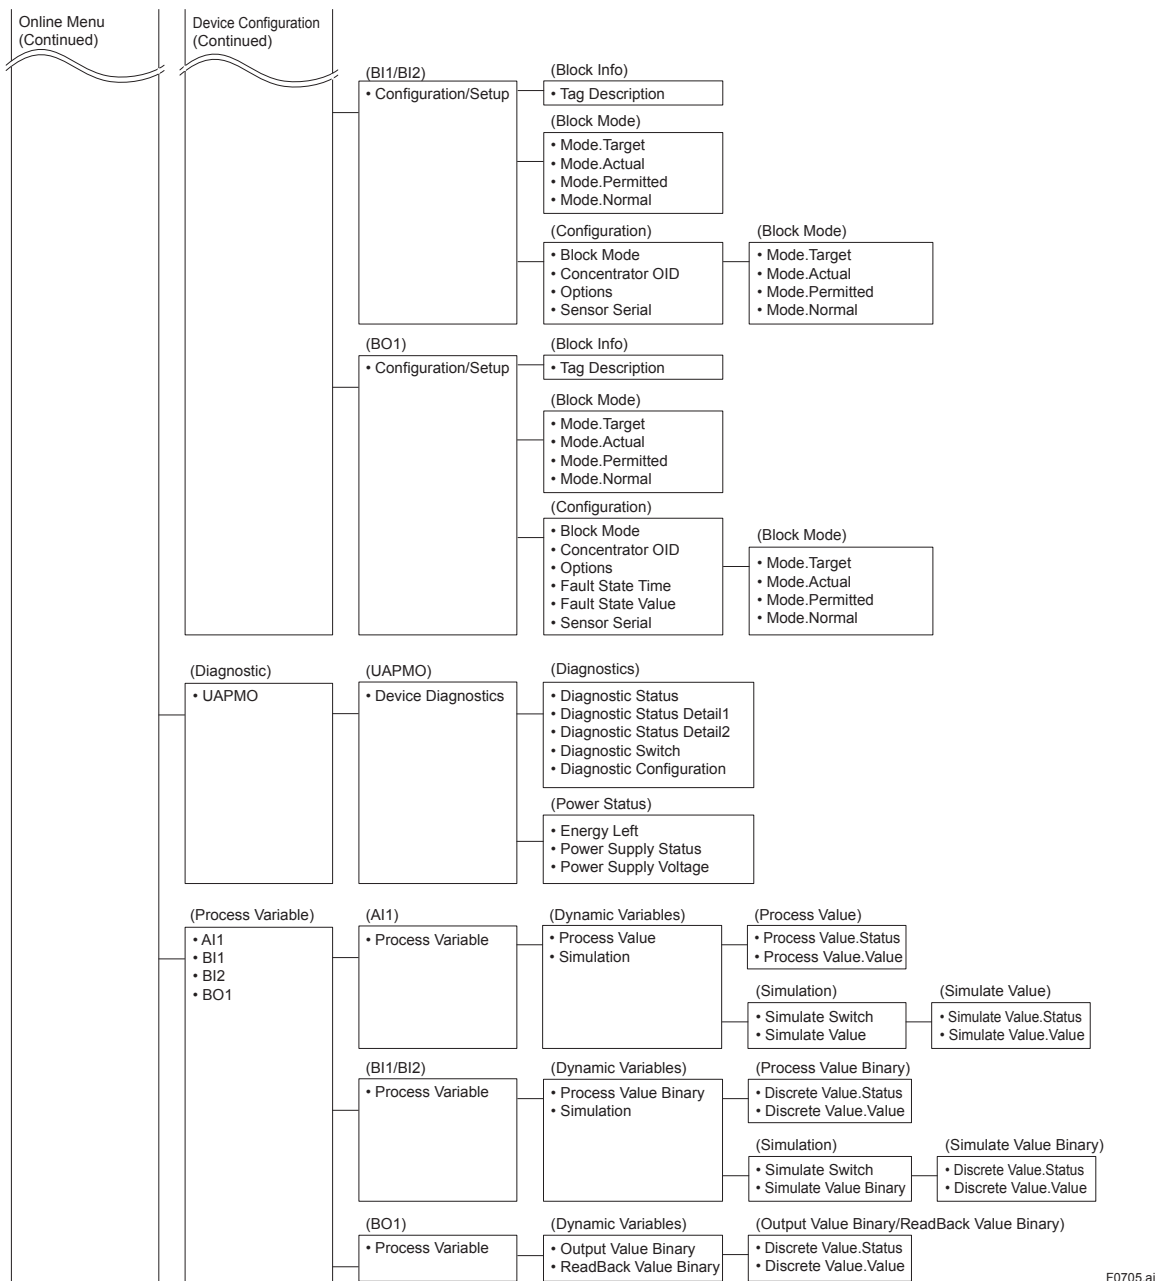 Online Menu
(Continued)
Device Configuration
(Continued)
(BI1/BI2)
• Configuration/Setup
(Block Info)
• Tag Description
(Block Mode)
• Mode.Target
• Mode.Actual
• Mode.Permitted
• Mode.Normal
(Configuration)
• Block Mode
• Concentrator OID
• Options
• Sensor Serial
(Block Mode)
• Mode.Target
• Mode.Actual
• Mode.Permitted
• Mode.Normal
(BO1)
• Configuration/Setup
(Block Info)
• Tag Description
(Block Mode)
• Mode.Target
• Mode.Actual
• Mode.Permitted
• Mode.Normal
(Configuration)
• Block Mode
• Concentrator OID
• Options
• Fault State Time
• Fault State Value
• Sensor Serial
(Block Mode)
• Mode.Target
• Mode.Actual
• Mode.Permitted
• Mode.Normal
(Diagnostic)
• UAPMO
(UAPMO)
• Device Diagnostics
(Diagnostics)
• Diagnostic Status
• Diagnostic Status Detail1
• Diagnostic Status Detail2
• Diagnostic Switch
• Diagnostic Configuration
(Power Status)
• Energy Left
• Power Supply Status
• Power Supply Voltage
(Process Variable)
• AI1
• BI1
• BI2
• BO1
(AI1)
• Process Variable
(Dynamic Variables)
• Process Value
• Simulation
(Process Value)
• Process Value.Status
• Process Value.Value
(Simulation)
• Simulate Switch
• Simulate Value
(Simulate Value)
• Simulate Value.Status
• Simulate Value.Value
(BI1/BI2)
• Process Variable
(Dynamic Variables)
• Process Value Binary
• Simulation
(Process Value Binary)
• Discrete Value.Status
• Discrete Value.Value
(Simulation)
• Simulate Switch
• Simulate Value Binary
(Simulate Value Binary)
• Discrete Value.Status
• Discrete Value.Value
(BO1)
• Process Variable
(Dynamic Variables)
• Output Value Binary
• ReadBack Value Binary
(Output Value Binary/ReadBack Value Binary)
• Discrete Value.Status
• Discrete Value.Value
F0705.ai